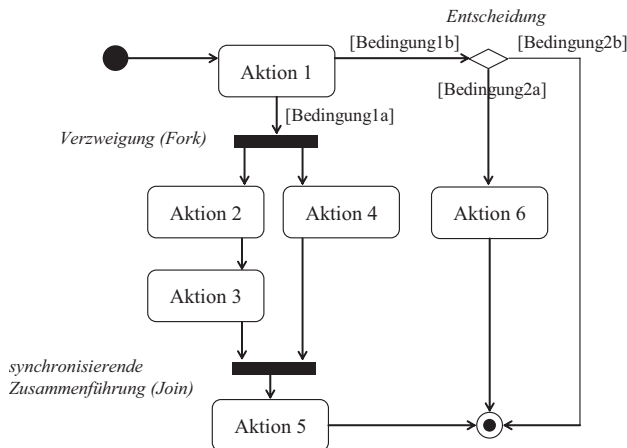 Entscheidung
[Bedingung1b]
[Bedingung2b]
Aktion 1
[Bedingung2a]
[Bedingung1a]
Verzweigung (Fork)
Aktion 2
Aktion 4
Aktion 6
Aktion 3
synchronisierende
Zusammenführung (Join)
Aktion 5